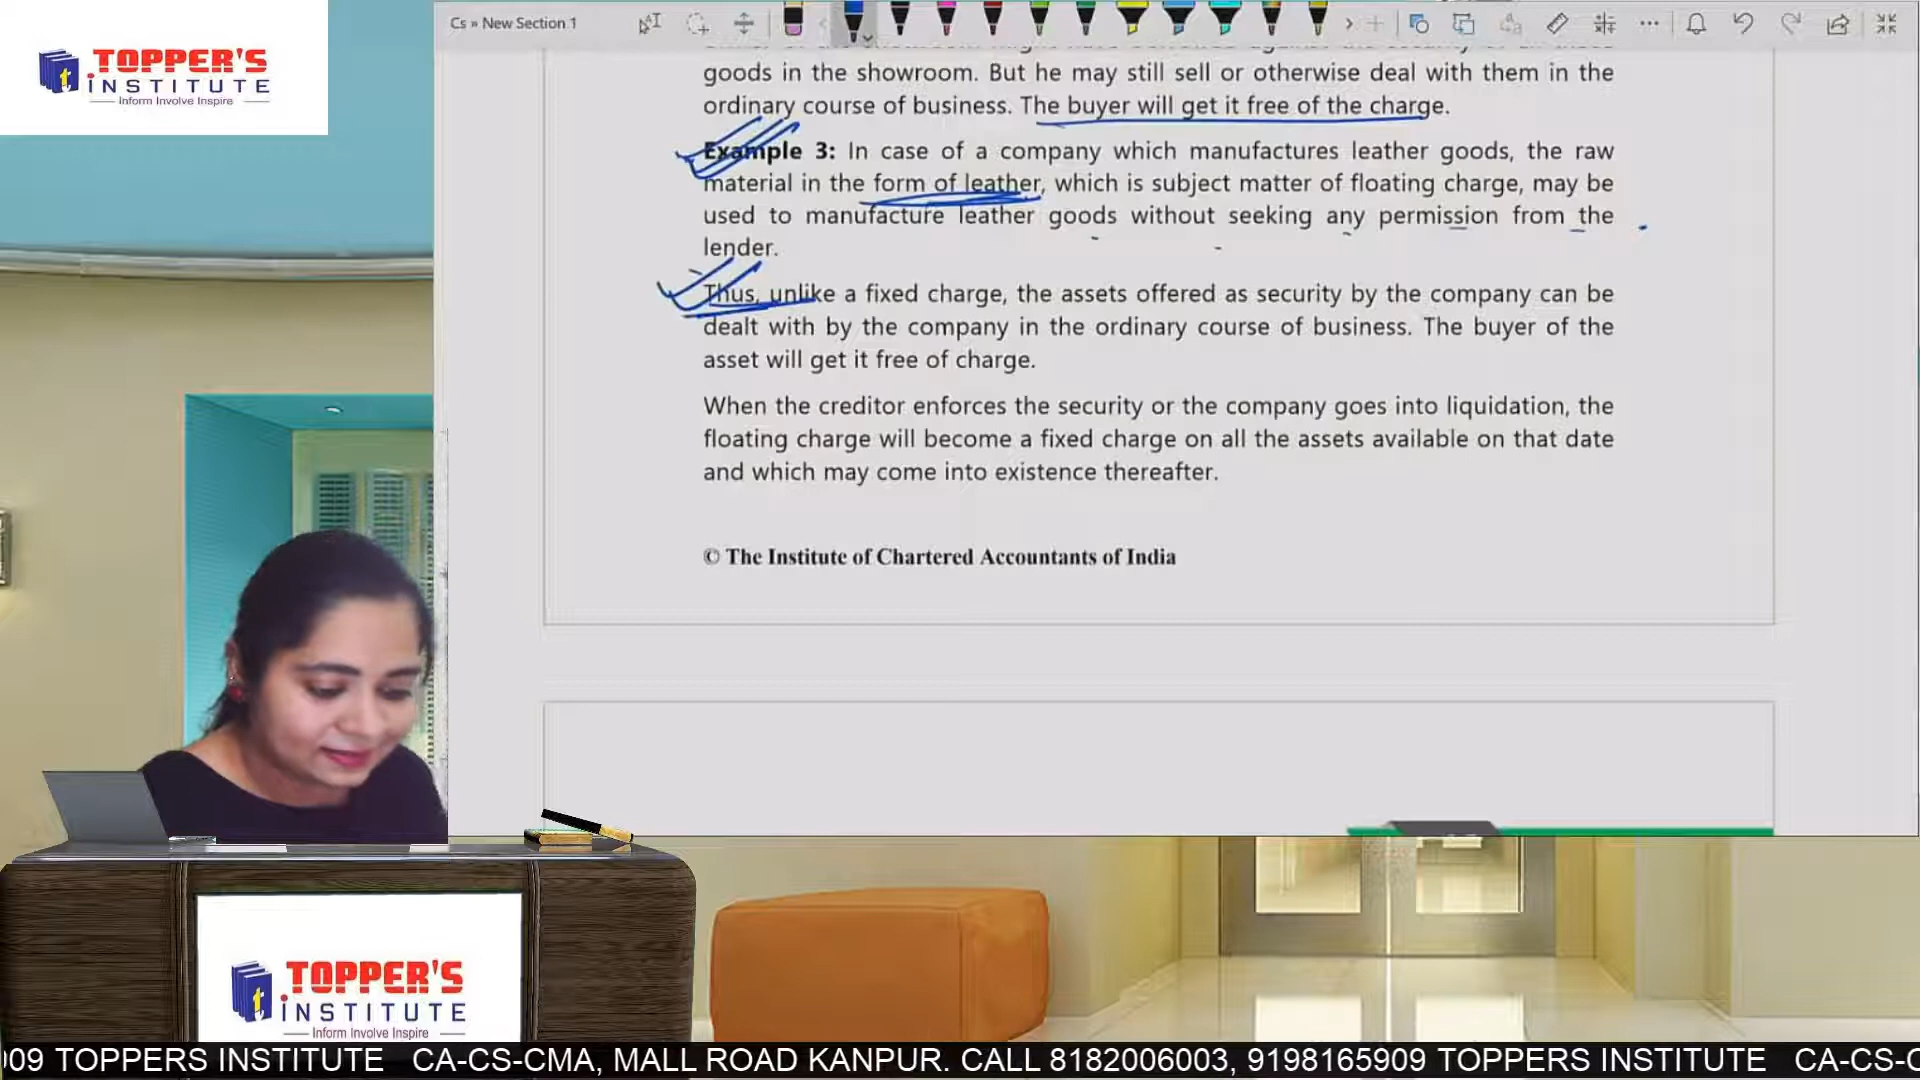 TOPPER'S
INSTITUTE
Inform Involve Inspire
Cs » New Section 1
goods in the showroom. But he may still sell or otherwise deal with them in the
ordinary course of business. The buyer will get it free of the charge.
Example 3: In case of a company which manufactures leather goods, the raw
material in the form of leather, which is subject matter of floating charge, may be
used to manufacture leather goods without seeking any permission from the
lender.
Thus, unlike a fixed charge, the assets offered as security by the company can be
dealt with by the company in the ordinary course of business. The buyer of the
asset will get it free of charge.
When the creditor enforces the security or the company goes into liquidation, the
floating charge will become a fixed charge on all the assets available on that date
and which may come into existence thereafter.
© The Institute of Chartered Accountants of India
TOPPER'S
INSTITUTE
Inform Involve Inspire
09 TOPPERS INSTITUTE CA-CS-CMA, MALL ROAD KANPUR. CALL 8182006003, 9198165909 TOPPERS INSTITUTE CA-CS-C